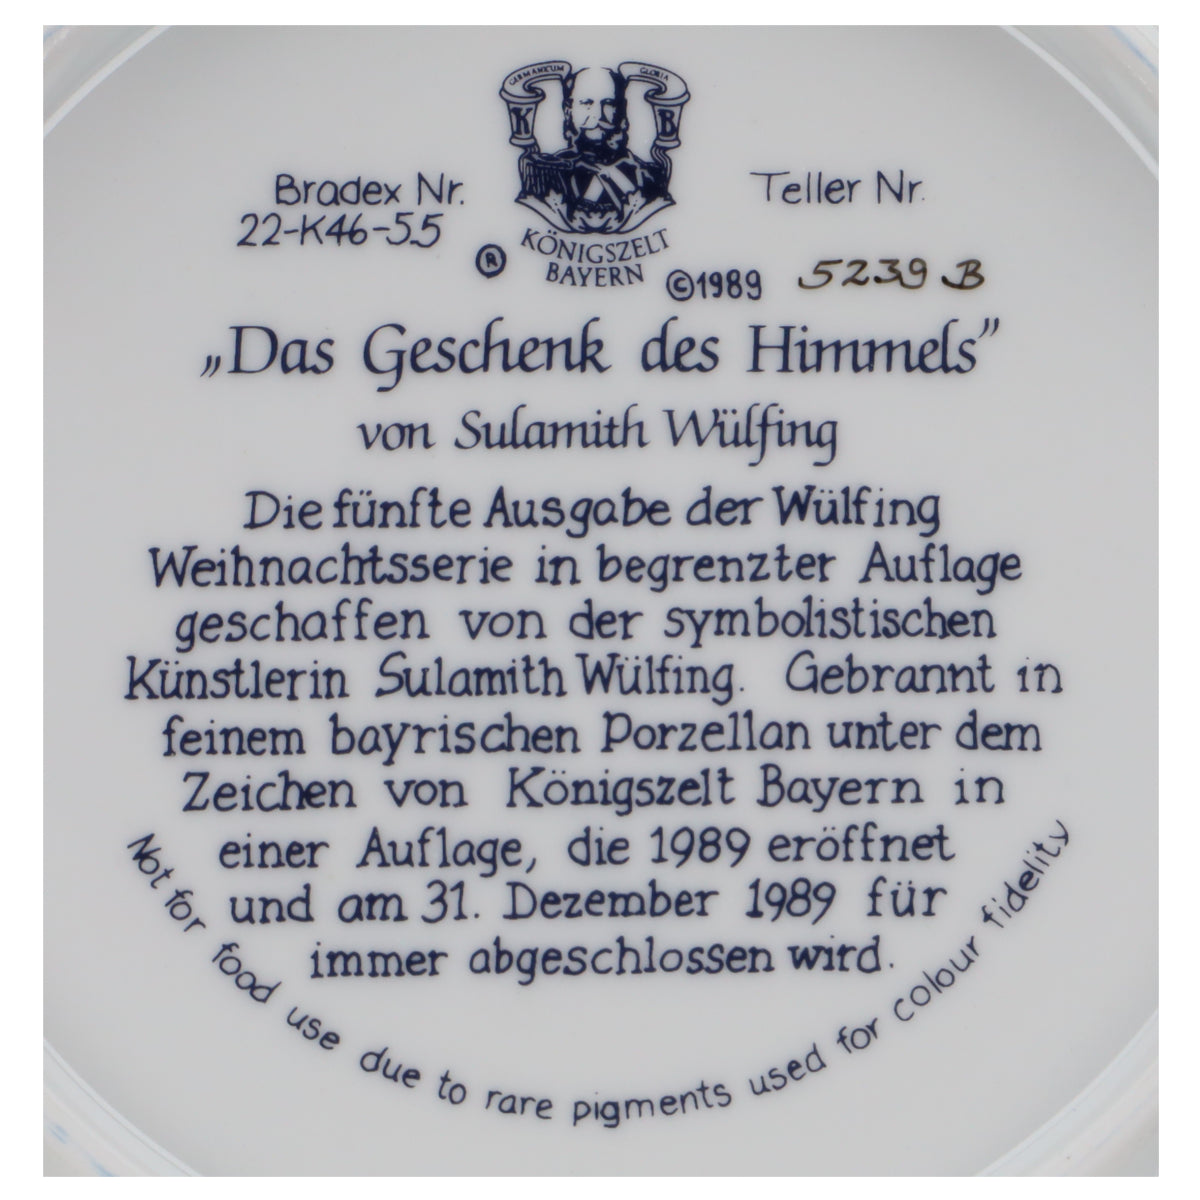 GERMANICUM GLORIA
K B
Bradex Nr.
22-K46-5.5
Teller Nr.
5239 B
KÖNIGSZELT
BAYERN
® ©1989
„Das Geschenk des Himmels”
von Sulamith Wülfing
Die fünfte Ausgabe der Wülfing
Weihnachtsserie in begrenzter Auflage
geschaffen von der symbolistischen
Künstlerin Sulamith Wülfing. Gebrannt in
feinem bayrischen Porzellan unter dem
Zeichen von Königszelt Bayern in
einer Auflage, die 1989 eröffnet
und am 31. Dezember 1989 für
immer abgeschlossen wird.
Not for food use due to rare pigments used for colour fidelity